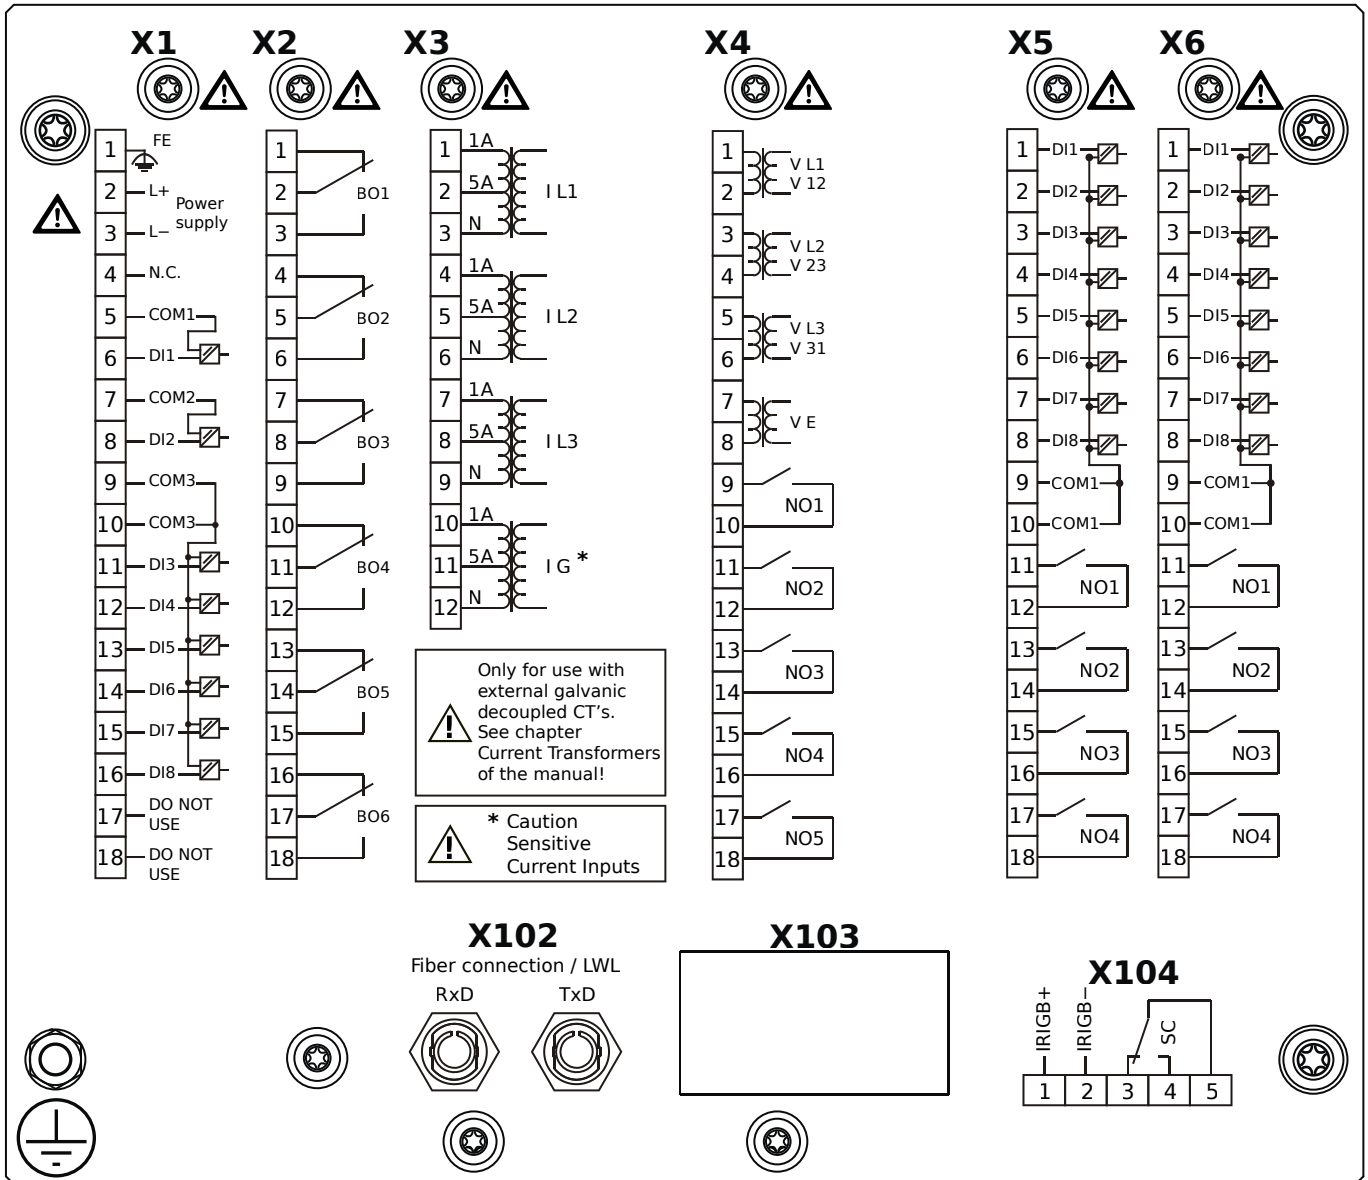 X1 X2 X3 X4 X5 X6
1 FE
2 L+ Power
supply
3 L−
4 N.C.
5 COM1
6 DI1
7 COM2
8 DI2
9 COM3
10 COM3
11 DI3
12 DI4
13 DI5
14 DI6
15 DI7
16 DI8
17 DO NOT
USE
18 DO NOT
USE
1
2 BO1
3
4
5 BO2
6
7
8 BO3
9
10
11 BO4
12
13
14 BO5
15
16
17 BO6
18
1 1A
2 5A I L1
3 N
4 1A
5 5A I L2
6 N
7 1A
8 5A I L3
9 N
10 1A
11 5A I G *
12 N
Only for use with
external galvanic
decoupled CT's.
See chapter
Current Transformers
of the manual!
* Caution
Sensitive
Current Inputs
1 V L1
2 V 12
3 V L2
4 V 23
5 V L3
6 V 31
7 V E
8
9 NO1
10
11 NO2
12
13 NO3
14
15 NO4
16
17 NO5
18
1 DI1
2 DI2
3 DI3
4 DI4
5 DI5
6 DI6
7 DI7
8 DI8
9 COM1
10 COM1
11 NO1
12
13 NO2
14
15 NO3
16
17 NO4
18
1 DI1
2 DI2
3 DI3
4 DI4
5 DI5
6 DI6
7 DI7
8 DI8
9 COM1
10 COM1
11 NO1
12
13 NO2
14
15 NO3
16
17 NO4
18
X102
Fiber connection / LWL
RxD TxD
X103
X104
IRIGB+ IRIGB− SC
1 2 3 4 5